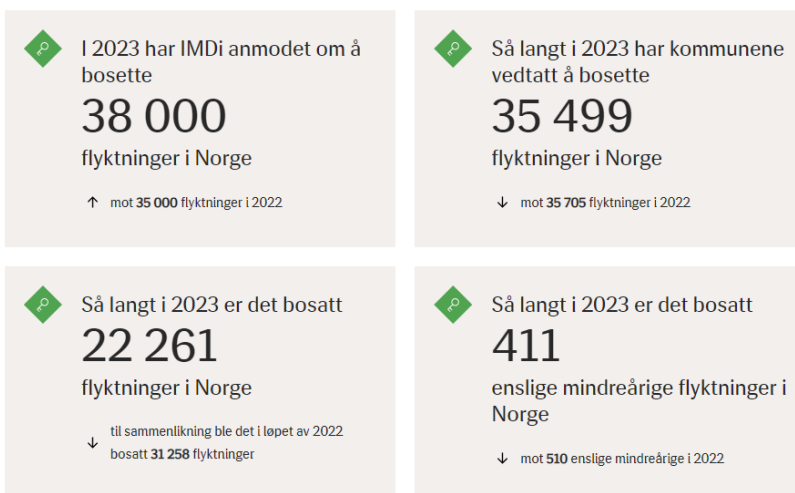 I 2023 har IMDi anmodet om å
bosette
38 000
flyktninger i Norge
↑ mot 35 000 flyktninger i 2022
Så langt i 2023 har kommunene
vedtatt å bosette
35 499
flyktninger i Norge
↓ mot 35 705 flyktninger i 2022
Så langt i 2023 er det bosatt
22 261
flyktninger i Norge
↓ til sammenlikning ble det i løpet av 2022
bosatt 31 258 flyktninger
Så langt i 2023 er det bosatt
411
enslige mindreårige flyktninger i
Norge
↓ mot 510 enslige mindreårige i 2022